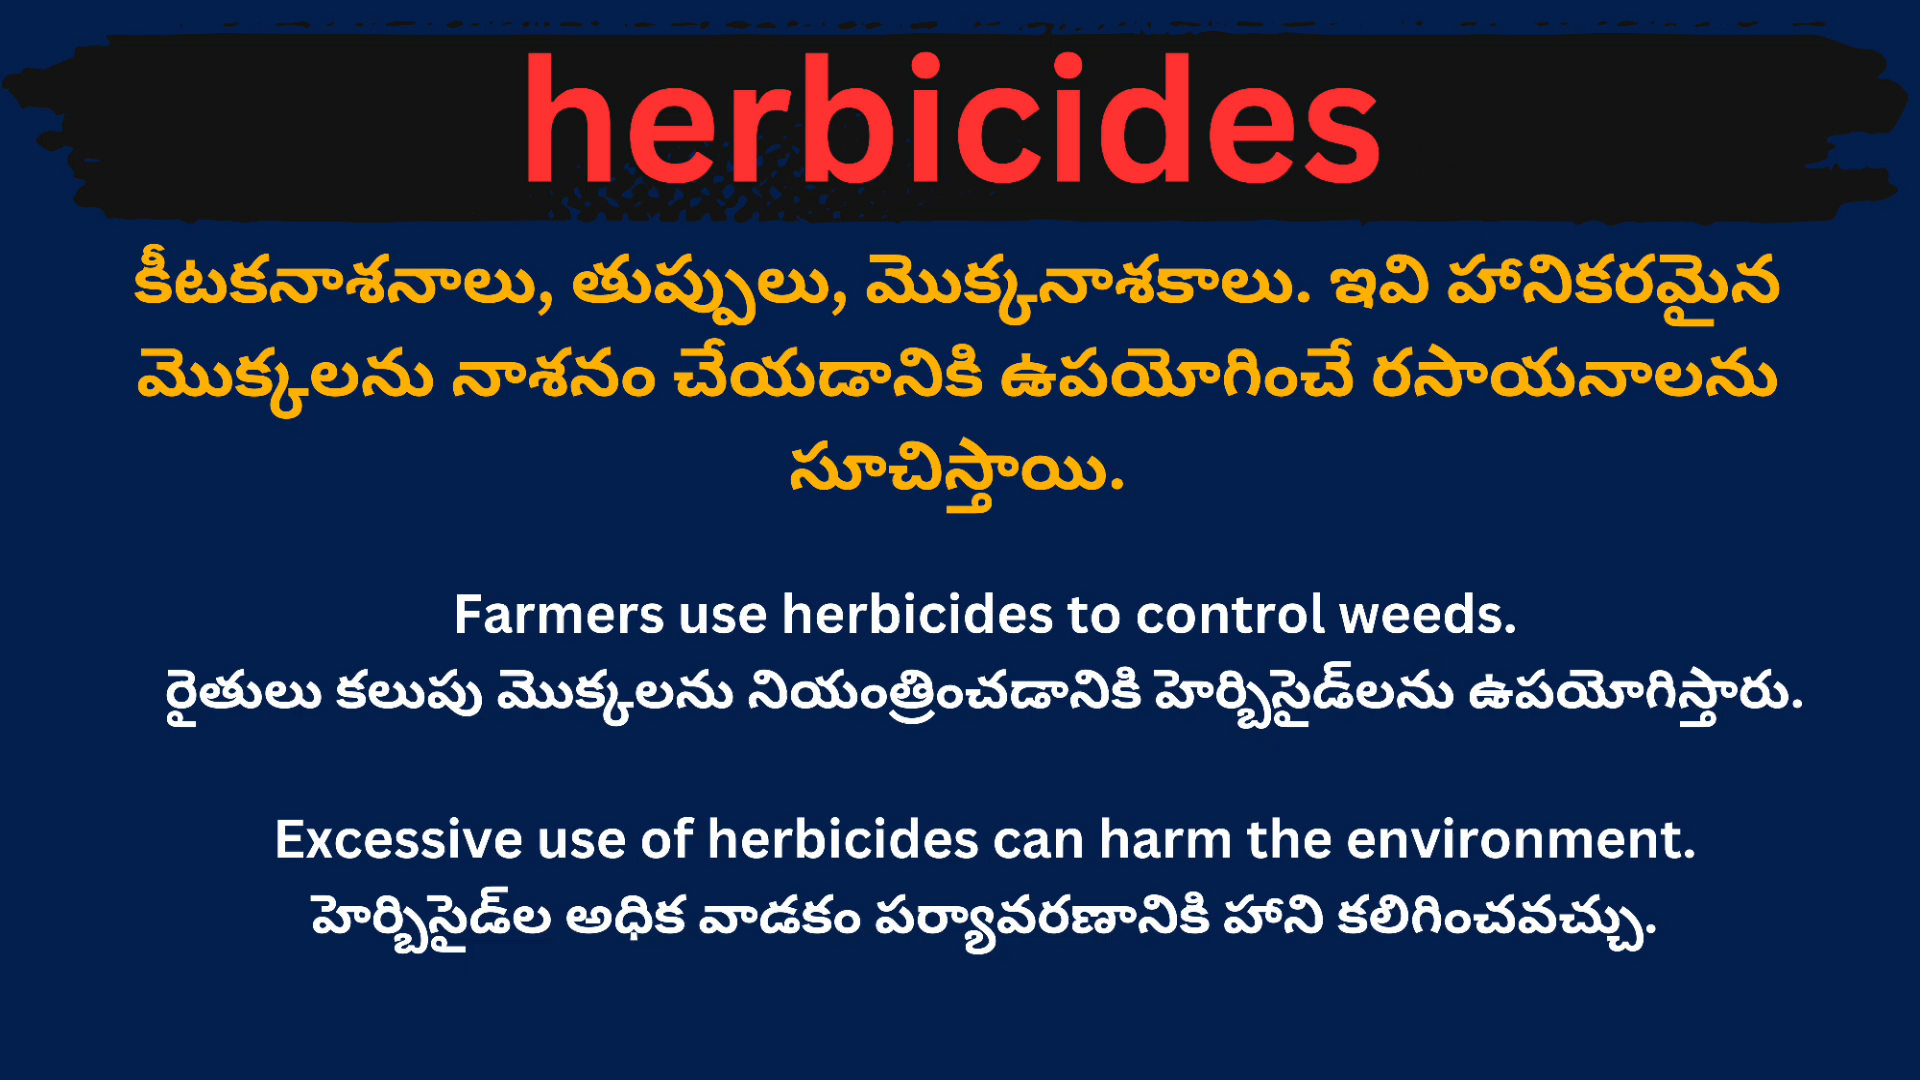 herbicides
కీటకనాశనాలు, తుప్పులు, మొక్కనాశకాలు. ఇవి హానికరమైన
మొక్కలను నాశనం చేయడానికి ఉపయోగించే రసాయనాలను
సూచిస్తాయి.
Farmers use herbicides to control weeds.
రైతులు కలుపు మొక్కలను నియంత్రించడానికి హెర్బిసైడ్‌లను ఉపయోగిస్తారు.
Excessive use of herbicides can harm the environment.
హెర్బిసైడ్‌ల అధిక వాడకం పర్యావరణానికి హాని కలిగించవచ్చు.